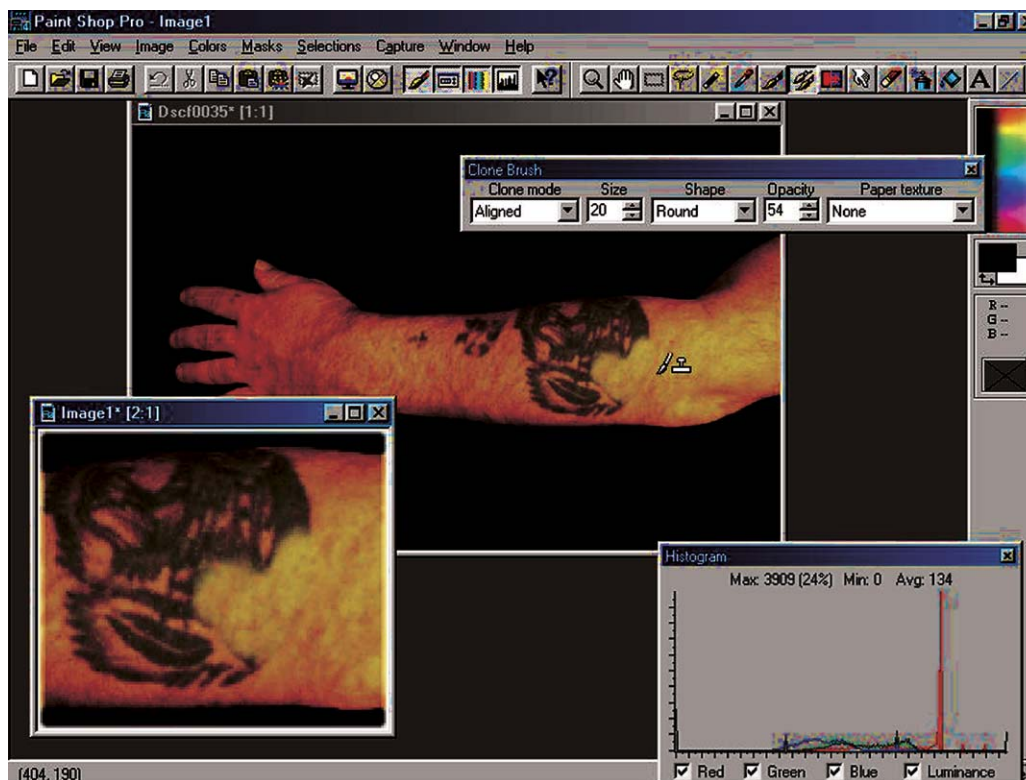 Paint Shop Pro - Image1
File Edit View Image Colors Masks Selections Capture Window Help
Dscf0035* [1:1]
Clone Brush
Clone mode Size Shape Opacity Paper texture
Aligned 20 Round 54 None
R --
G --
B --
Image1* [2:1]
Histogram
Max: 3909 (24%) Min: 0 Avg: 134
Red Green Blue Luminance
(404, 190)